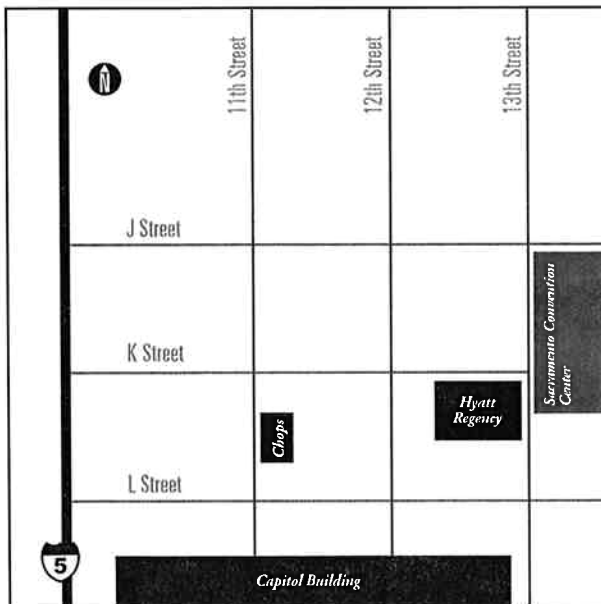 N
11th Street
12th Street
13th Street
J Street
K Street
L Street
Sacramento Convention
Center
Hyatt
Regency
Chops
5
Capitol Building